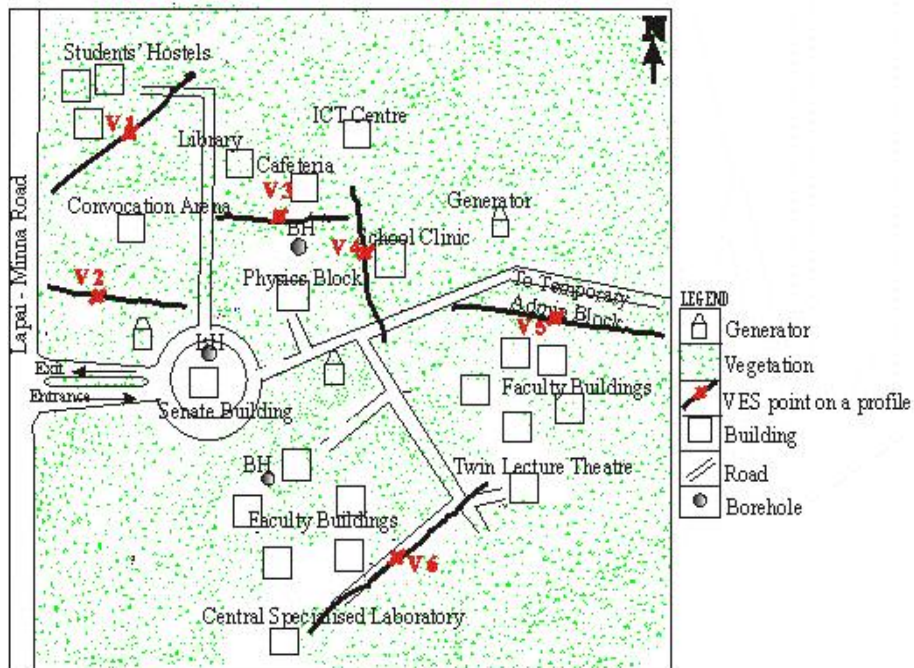 N
Students' Hostels
V1
ICT Centre
Library
Cafeteria
V3
Convocation Arena
Generator
BH
V4
School Clinic
V2
Physics Block
To Temporary
Admin Block
V5
Lapai - Minna Road
Exit
Entrance
BH
Senate Building
Faculty Buildings
BH
Twin Lecture Theatre
Faculty Buildings
V6
Central Specialised Laboratory
LEGEND
Generator
Vegetation
VES point on a profile
Building
Road
Borehole